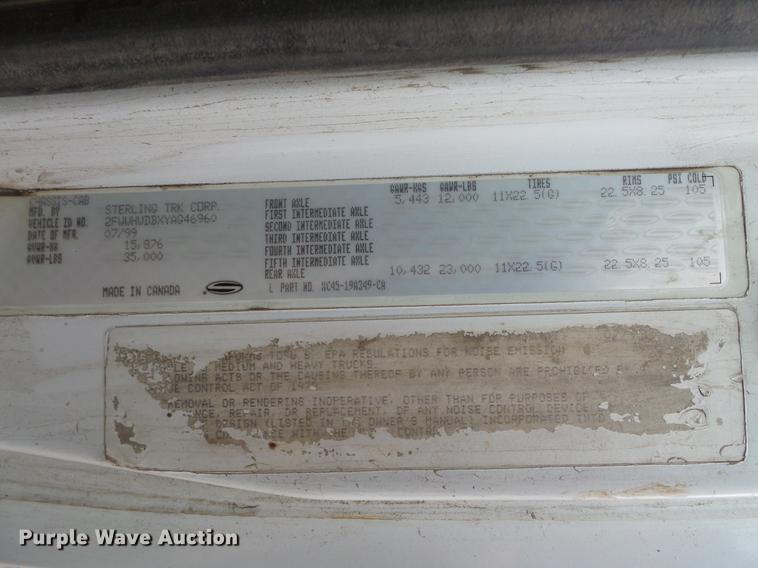 CHASSIS-CAB
MFG. BY STERLING TRK CORP.
VEHICLE ID NO. 2FWWHWDBXYAG46960
DATE OF MFR. 07/99
GVWR-KG 15,876
GVWR-LBS 35,000
MADE IN CANADA
GAWR-KGS GAWR-LBS TIRES RIMS PSI COLD
FRONT AXLE 5,443 12,000 11X22.5(G) 22.5X8.25 105
FIRST INTERMEDIATE AXLE
SECOND INTERMEDIATE AXLE
THIRD INTERMEDIATE AXLE
FOURTH INTERMEDIATE AXLE
FIFTH INTERMEDIATE AXLE
REAR AXLE 10,432 23,000 11X22.5(G) 22.5X8.25 105
L PART NO. XC45-19A249-CA
EPA REGULATIONS FOR NOISE EMISSION
MEDIUM AND HEAVY TRUCKS.
ACTS OR THE CAUSING THEREOF BY ANY PERSON ARE PROHIBITED
CONTROL ACT OF
OR RENDERING INOPERATIVE, OTHER THAN FOR PURPOSES OF
REPAIR, OR REPLACEMENT, OF ANY NOISE CONTROL DEVICE
DESIGN (LISTED IN OWNER'S MANUAL) INCORPORATED INTO
Purple Wave Auction